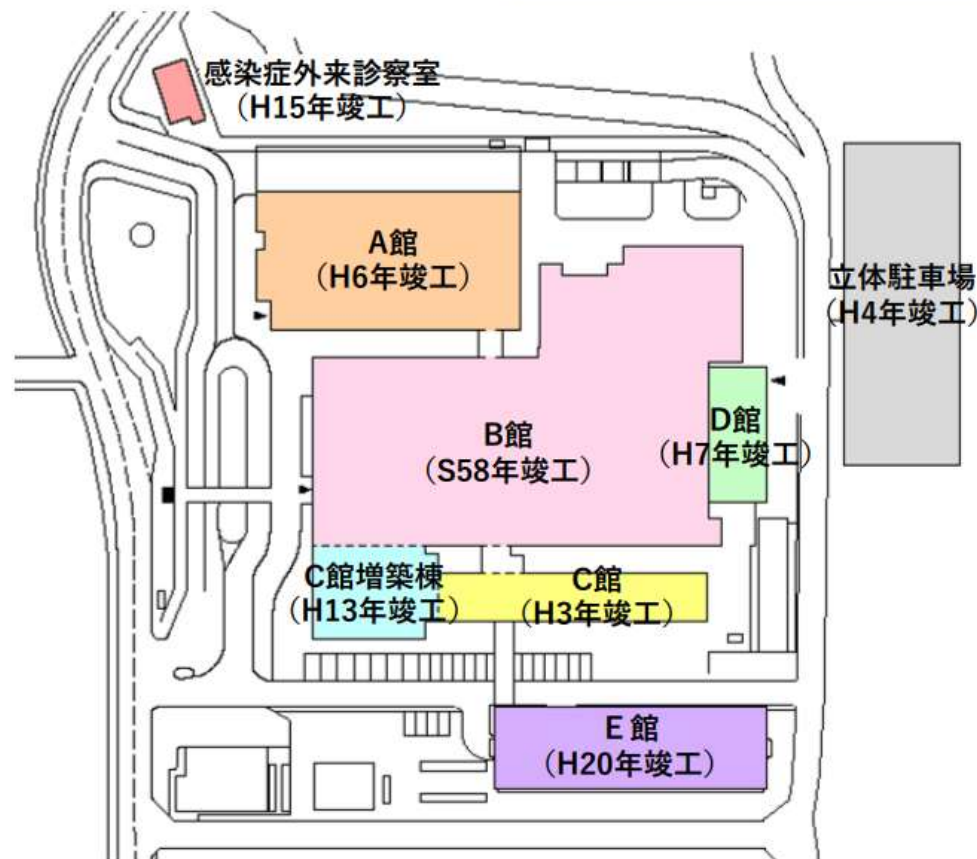 感染症外来診察室
（H15年竣工）
A館
（H6年竣工）
立体駐車場
（H4年竣工）
B館
（S58年竣工）
D館
（H7年竣工）
C館増築棟
（H13年竣工）
C館
（H3年竣工）
E館
（H20年竣工）